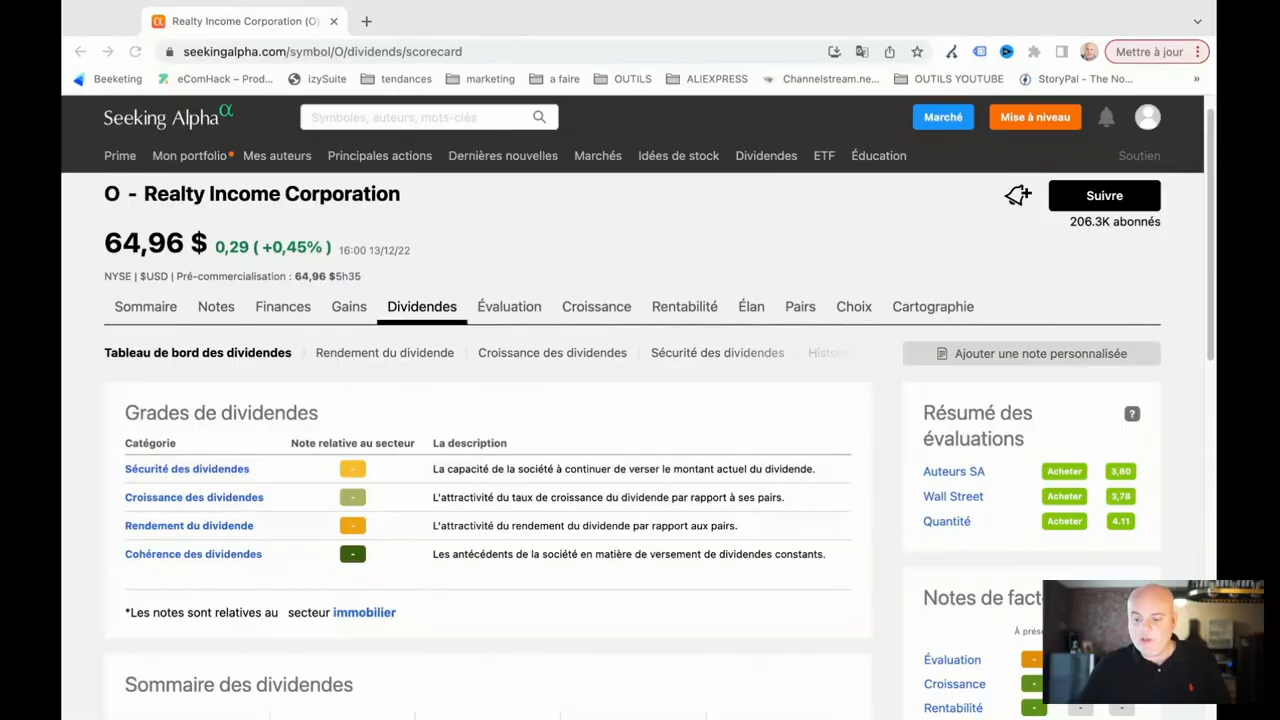 Realty Income Corporation (O)
seekingalpha.com/symbol/O/dividends/scorecard
Mettre à jour
Beeketing
eComHack – Prod...
izySuite
tendances
marketing
a faire
OUTILS
ALIEXPRESS
Channelstream.ne...
OUTILS YOUTUBE
StoryPal - The No...
»
Seeking Alpha α
Symboles, auteurs, mots-clés
Marché
Mise à niveau
Prime
Mon portfolio
Mes auteurs
Principales actions
Dernières nouvelles
Marchés
Idées de stock
Dividendes
ETF
Éducation
Soutien
O - Realty Income Corporation
Suivre
206.3K abonnés
64,96 $ 0,29 ( +0,45% ) 16:00 13/12/22
NYSE | $USD | Pré-commercialisation : 64,96 $5h35
Sommaire
Notes
Finances
Gains
Dividendes
Évaluation
Croissance
Rentabilité
Élan
Pairs
Choix
Cartographie
Tableau de bord des dividendes
Rendement du dividende
Croissance des dividendes
Sécurité des dividendes
Histo
Ajouter une note personnalisée
Grades de dividendes
Catégorie Note relative au secteur La description
Sécurité des dividendes - La capacité de la société à continuer de verser le montant actuel du dividende.
Croissance des dividendes - L'attractivité du taux de croissance du dividende par rapport à ses pairs.
Rendement du dividende - L'attractivité du rendement du dividende par rapport aux pairs.
Cohérence des dividendes - Les antécédents de la société en matière de versement de dividendes constants.
*Les notes sont relatives au secteur immobilier
Sommaire des dividendes
Résumé des
évaluations
?
Auteurs SA Acheter 3,80
Wall Street Acheter 3,78
Quantité Acheter 4.11
Notes de facte
À prése
Évaluation -
Croissance -
Rentabilité - - -